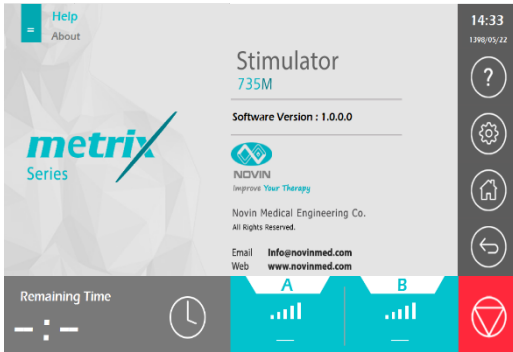 Help
About
=
metrix
Series
Stimulator
735M
Software Version : 1.0.0.0
NOVIN
Improve Your Therapy
Novin Medical Engineering Co.
All Rights Reserved.
Email Info@novinmed.com
Web www.novinmed.com
14:33
1398/05/22
?
Remaining Time
– : –
A
—
B
—